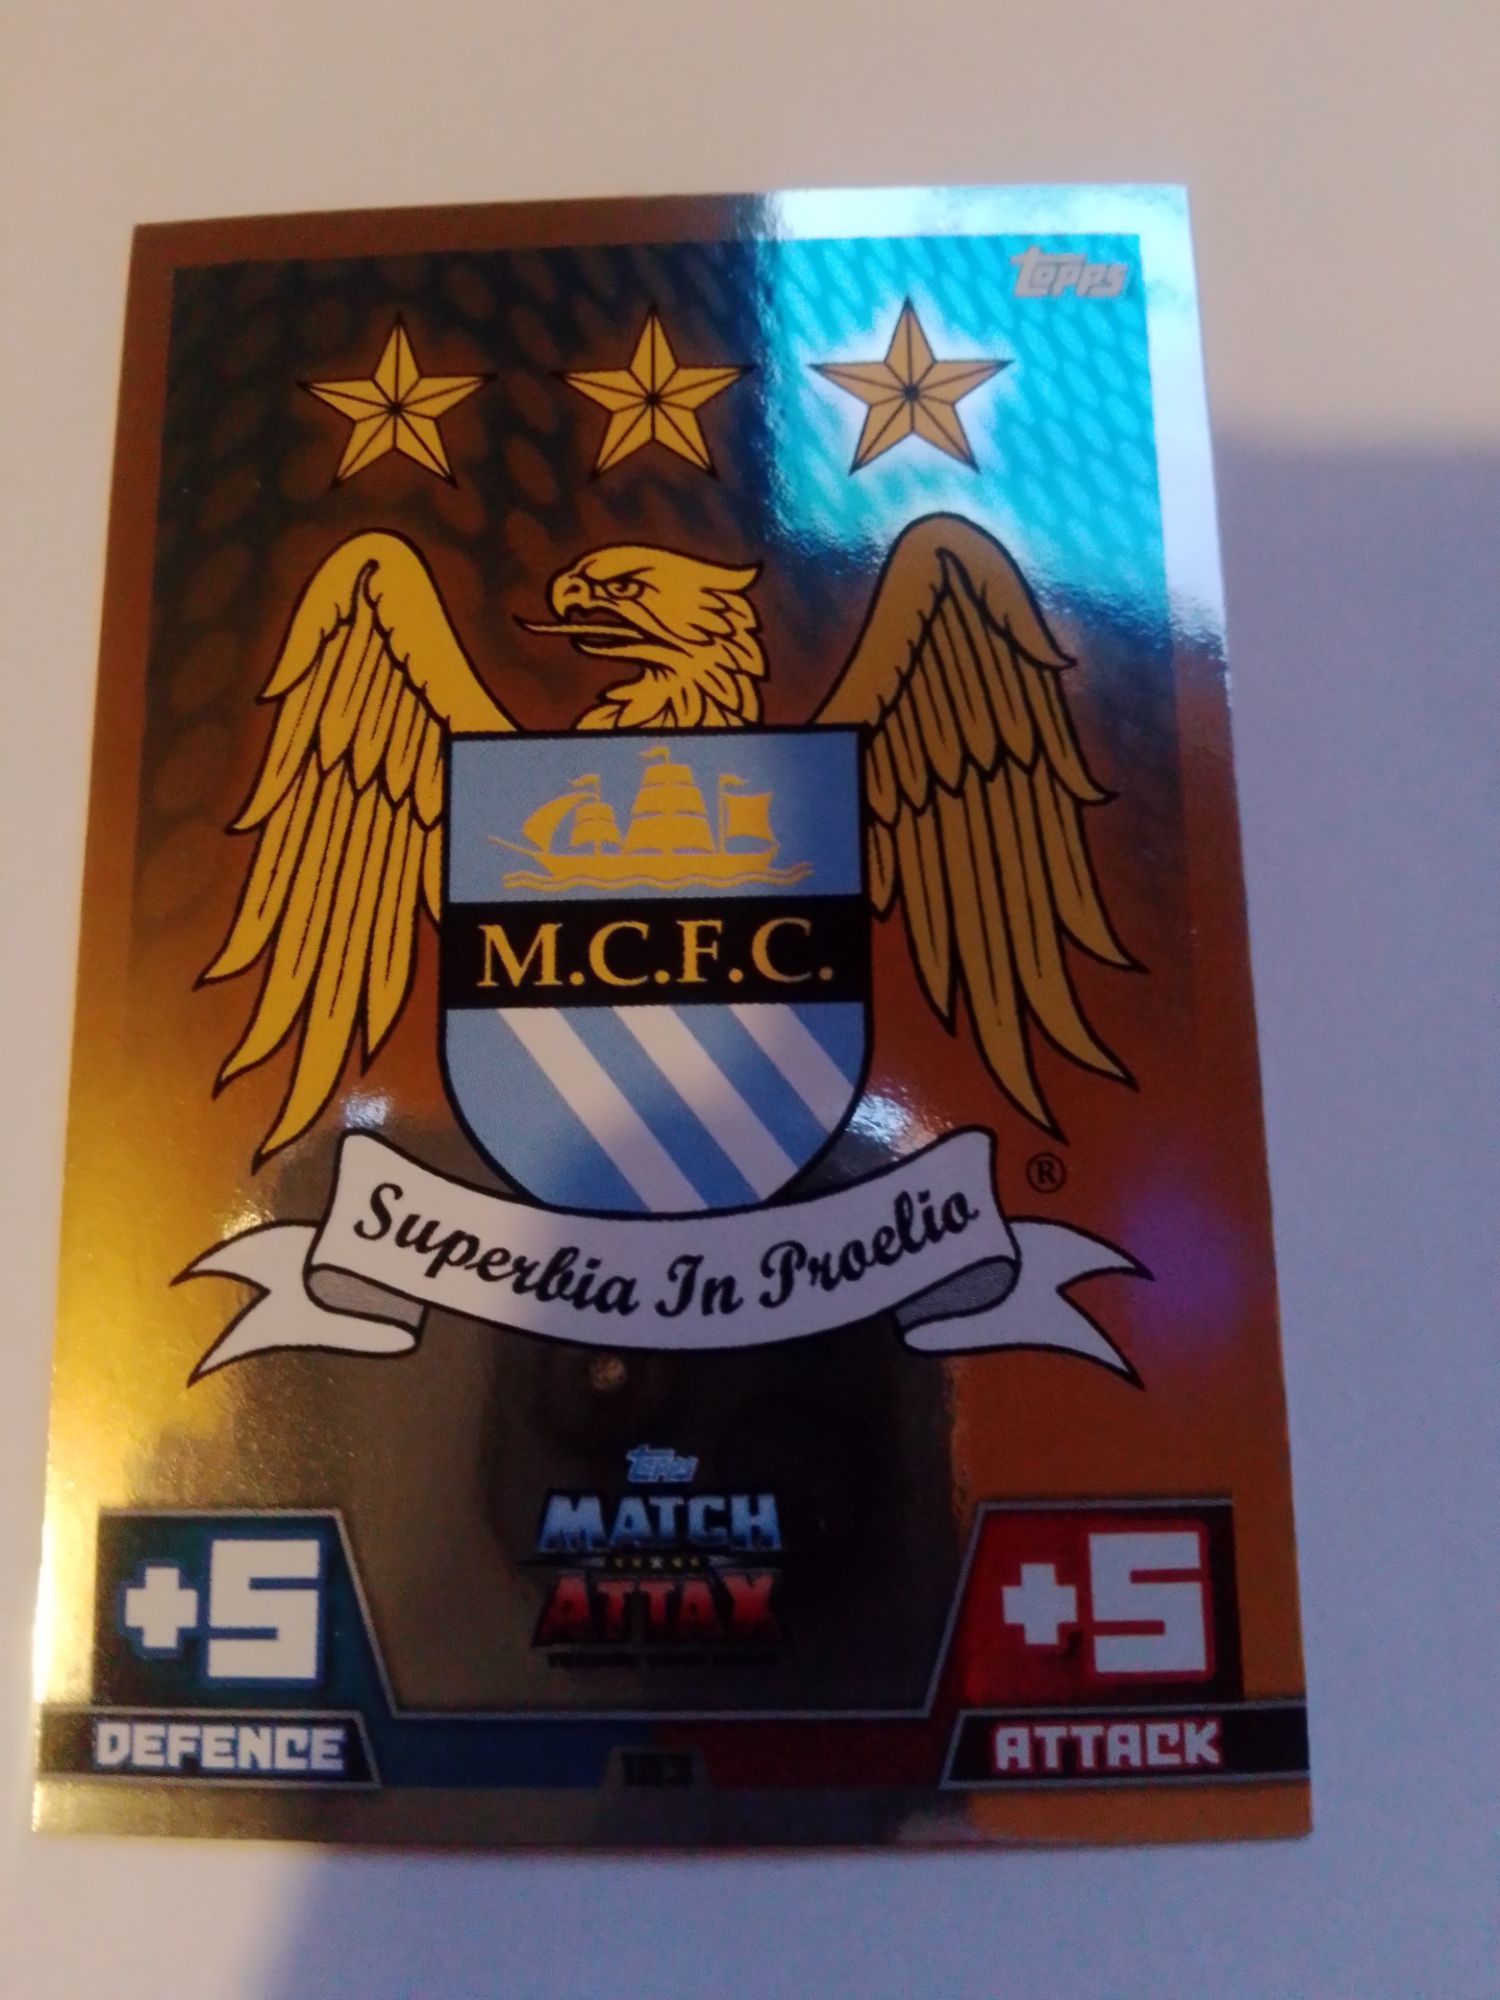 topps
M.C.F.C.
®
Superbia In Proelio
topps
MATCH
ATTAX
+5
+5
DEFENCE
ATTACK